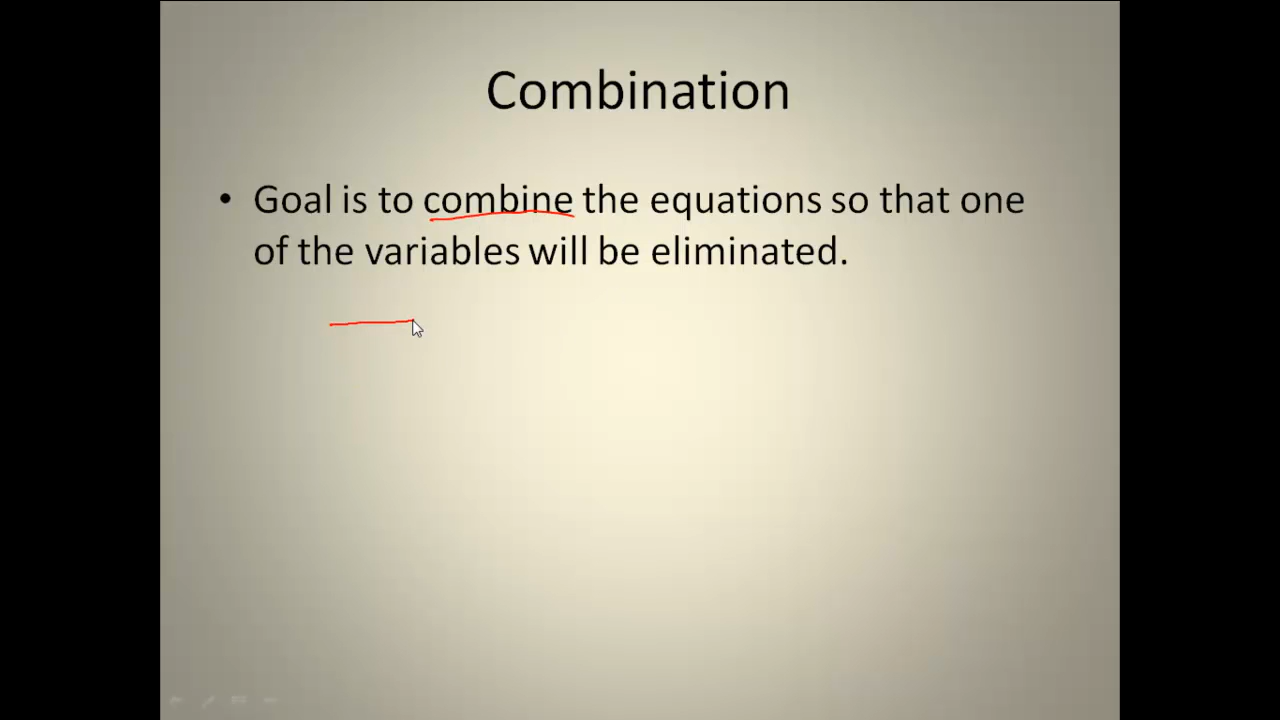 Combination
• Goal is to combine the equations so that one
of the variables will be eliminated.